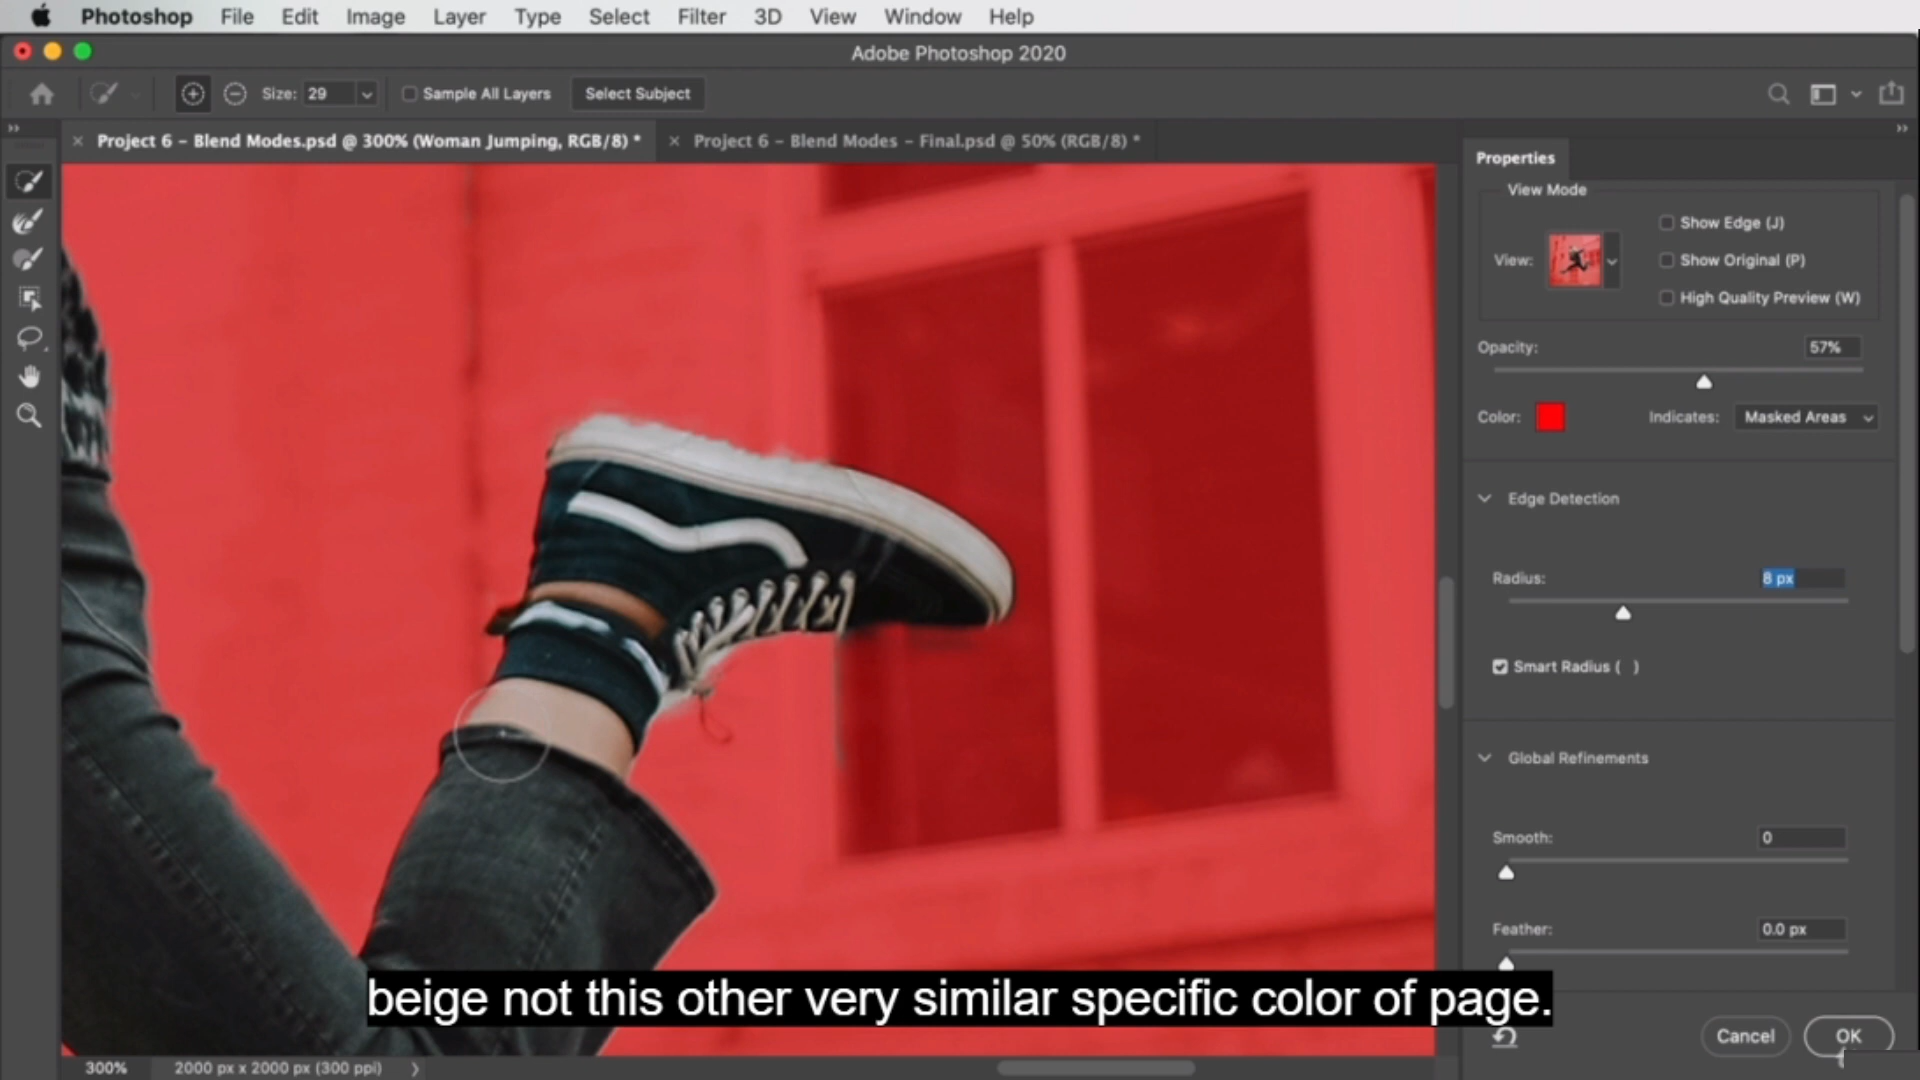 Photoshop File Edit Image Layer Type Select Filter 3D View Window Help
Adobe Photoshop 2020
Size: 29 Sample All Layers Select Subject
Project 6 - Blend Modes.psd @ 300% (Woman Jumping, RGB/8) * Project 6 - Blend Modes - Final.psd @ 50% (RGB/8) *
Properties
View Mode
Show Edge (J)
View: Show Original (P)
High Quality Preview (W)
Opacity: 57%
Color: Indicates: Masked Areas
Edge Detection
Radius: 8 px
Smart Radius ( )
Global Refinements
Smooth: 0
Feather: 0.0 px
beige not this other very similar specific color of page.
Cancel OK
300% 2000 px x 2000 px (300 ppi)